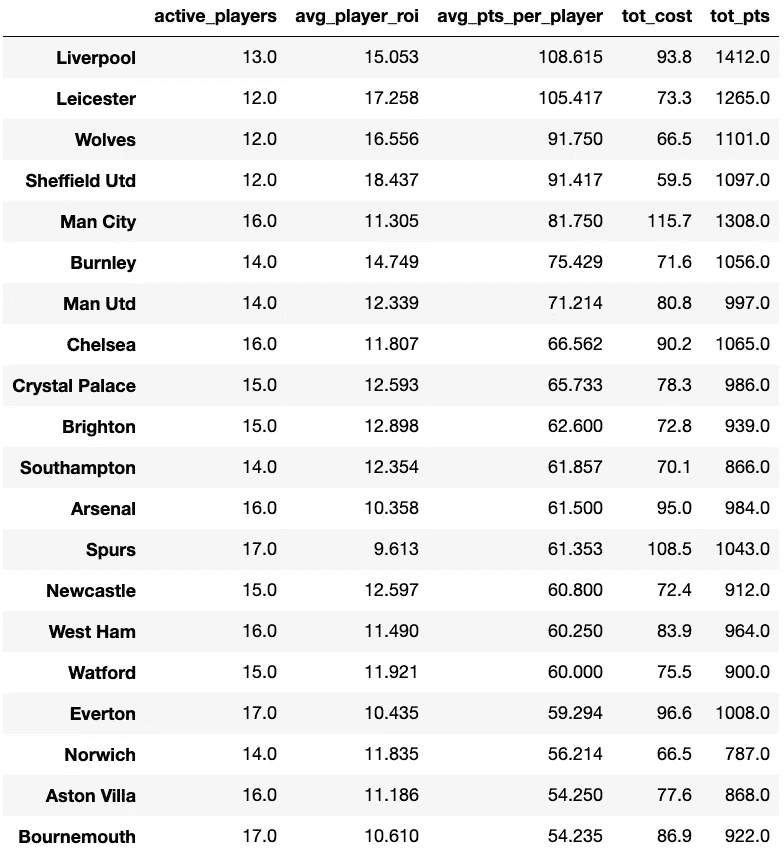 active_players avg_player_roi avg_pts_per_player tot_cost tot_pts
Liverpool 13.0 15.053 108.615 93.8 1412.0
Leicester 12.0 17.258 105.417 73.3 1265.0
Wolves 12.0 16.556 91.750 66.5 1101.0
Sheffield Utd 12.0 18.437 91.417 59.5 1097.0
Man City 16.0 11.305 81.750 115.7 1308.0
Burnley 14.0 14.749 75.429 71.6 1056.0
Man Utd 14.0 12.339 71.214 80.8 997.0
Chelsea 16.0 11.807 66.562 90.2 1065.0
Crystal Palace 15.0 12.593 65.733 78.3 986.0
Brighton 15.0 12.898 62.600 72.8 939.0
Southampton 14.0 12.354 61.857 70.1 866.0
Arsenal 16.0 10.358 61.500 95.0 984.0
Spurs 17.0 9.613 61.353 108.5 1043.0
Newcastle 15.0 12.597 60.800 72.4 912.0
West Ham 16.0 11.490 60.250 83.9 964.0
Watford 15.0 11.921 60.000 75.5 900.0
Everton 17.0 10.435 59.294 96.6 1008.0
Norwich 14.0 11.835 56.214 66.5 787.0
Aston Villa 16.0 11.186 54.250 77.6 868.0
Bournemouth 17.0 10.610 54.235 86.9 922.0